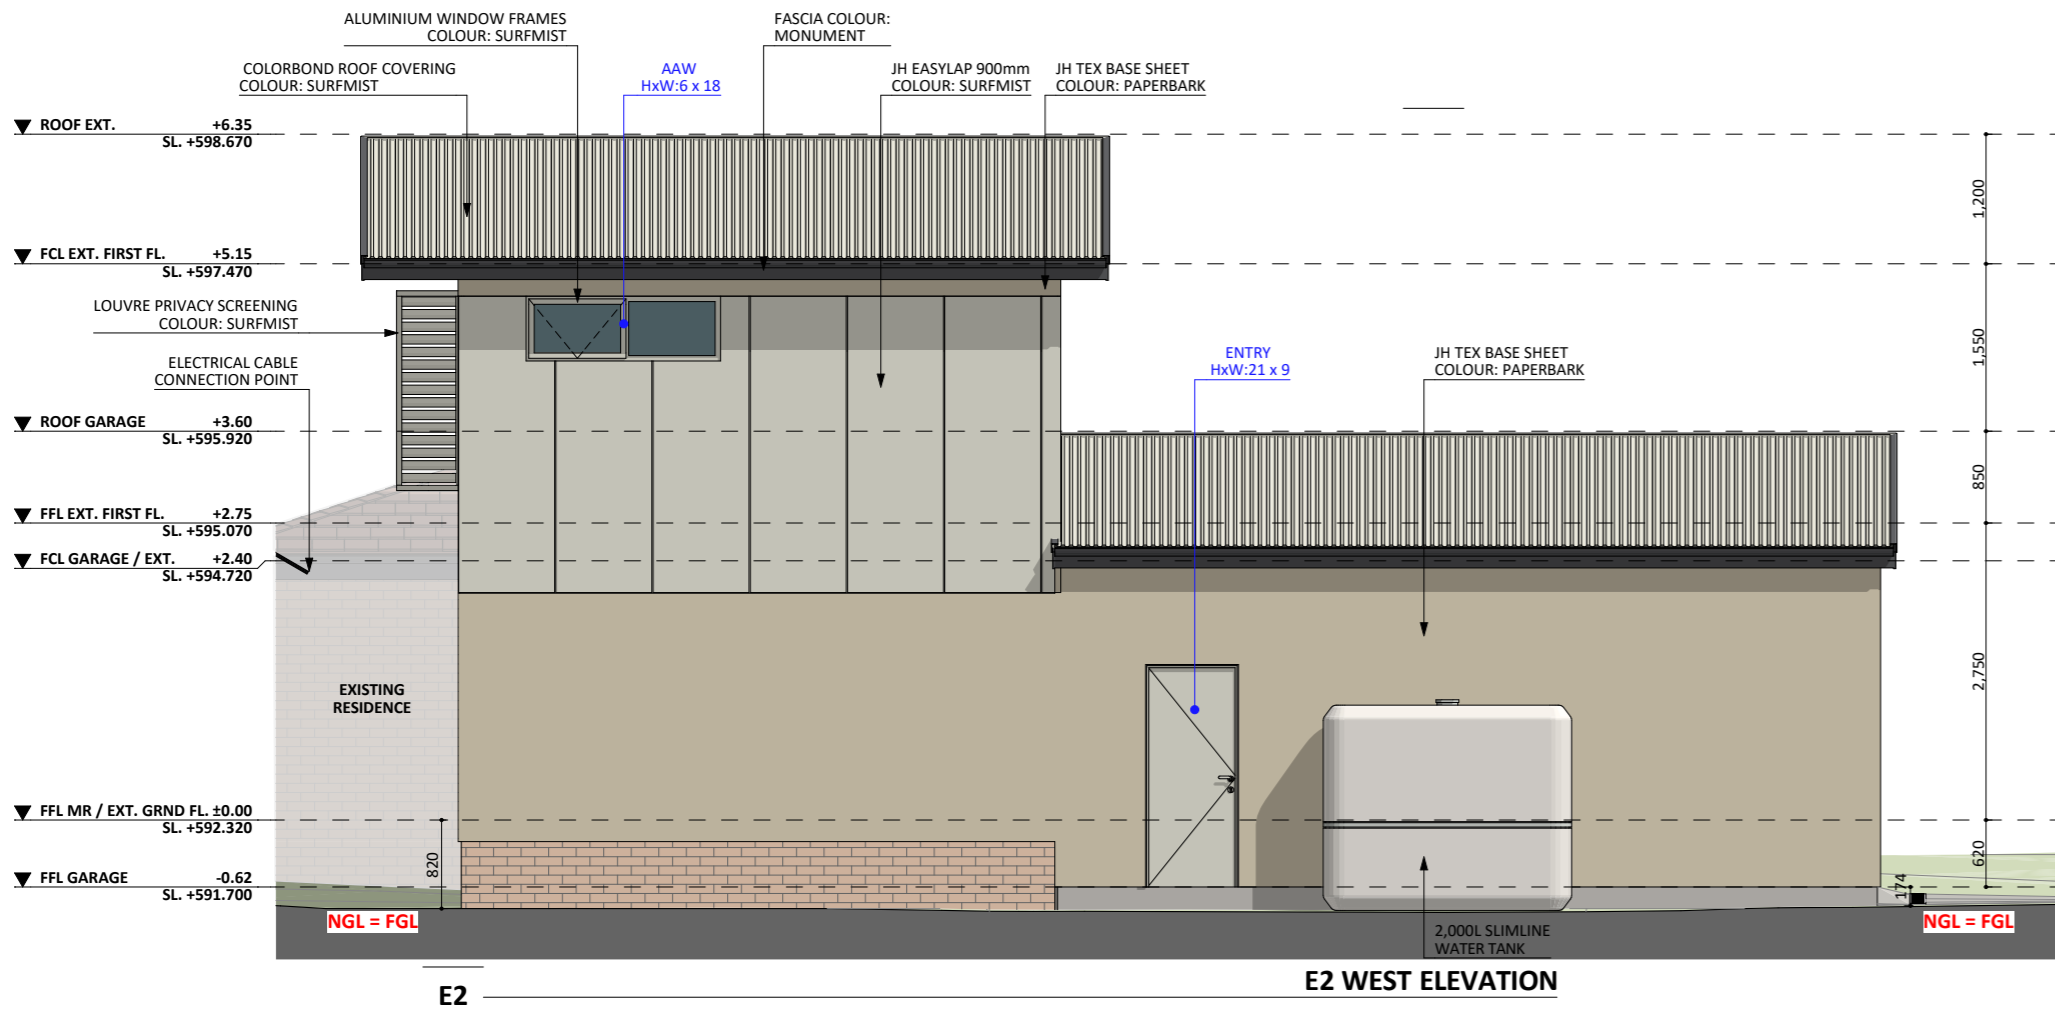 ALUMINIUM WINDOW FRAMES
COLOUR: SURFMIST
FASCIA COLOUR:
MONUMENT
COLORBOND ROOF COVERING
COLOUR: SURFMIST
AAW
HxW:6 x 18
JH EASYLAP 900mm
COLOUR: SURFMIST
JH TEX BASE SHEET
COLOUR: PAPERBARK
ROOF EXT. +6.35
SL. +598.670
1,200
FCL EXT. FIRST FL. +5.15
SL. +597.470
LOUVRE PRIVACY SCREENING
COLOUR: SURFMIST
ELECTRICAL CABLE
CONNECTION POINT
ENTRY
HxW:21 x 9
JH TEX BASE SHEET
COLOUR: PAPERBARK
1,550
ROOF GARAGE +3.60
SL. +595.920
850
FFL EXT. FIRST FL. +2.75
SL. +595.070
FCL GARAGE / EXT. +2.40
SL. +594.720
EXISTING
RESIDENCE
2,750
FFL MR / EXT. GRND FL. ±0.00
SL. +592.320
820
620
FFL GARAGE -0.62
SL. +591.700
174
NGL = FGL
NGL = FGL
2,000L SLIMLINE
WATER TANK
E2 WEST ELEVATION
E2